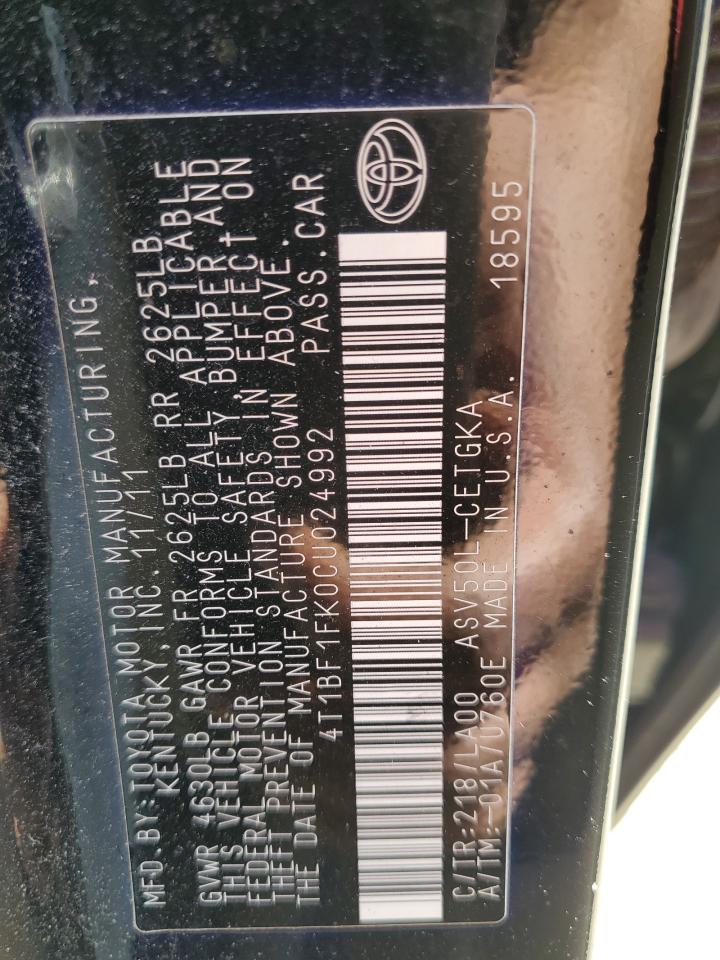 MFD.BY:TOYOTA MOTOR MANUFACTURING,
KENTUCKY,INC. 11/11
GVWR 4630LB GAWR FR 2625LB RR 2625LB
THIS VEHICLE CONFORMS TO ALL APPLICABLE
FEDERAL MOTOR VEHICLE SAFETY,BUMPER AND
THEFT PREVENTION STANDARDS IN EFFECT ON
THE DATE OF MANUFACTURE SHOWN ABOVE.
4T1BF1FK0CU024992 PASS.CAR
C/TR:218/LA00 ASV50L-CETGKA
A/TM:-01A/U760E MADE IN U.S.A. 18595